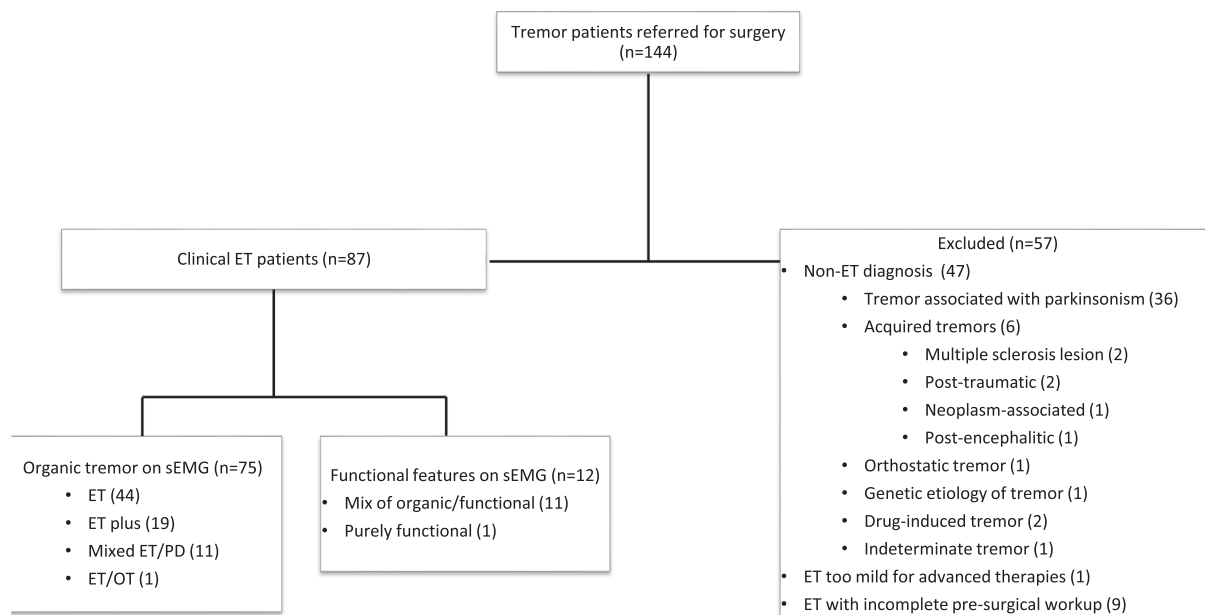 Tremor patients referred for surgery
(n=144)
Clinical ET patients (n=87)
Excluded (n=57)
• Non-ET diagnosis (47)
• Tremor associated with parkinsonism (36)
• Acquired tremors (6)
• Multiple sclerosis lesion (2)
• Post-traumatic (2)
• Neoplasm-associated (1)
• Post-encephalitic (1)
• Orthostatic tremor (1)
• Genetic etiology of tremor (1)
• Drug-induced tremor (2)
• Indeterminate tremor (1)
• ET too mild for advanced therapies (1)
• ET with incomplete pre-surgical workup (9)
Organic tremor on sEMG (n=75)
• ET (44)
• ET plus (19)
• Mixed ET/PD (11)
• ET/OT (1)
Functional features on sEMG (n=12)
• Mix of organic/functional (11)
• Purely functional (1)